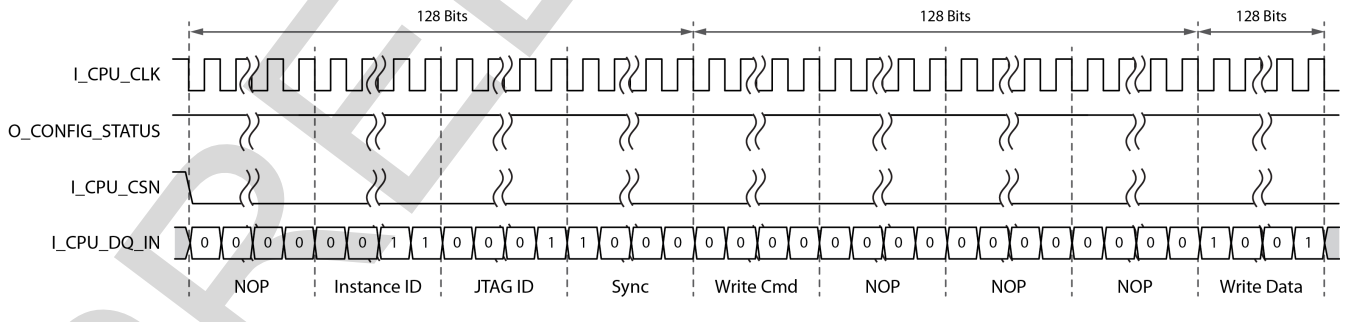 128 Bits 128 Bits 128 Bits
I_CPU_CLK
O_CONFIG_STATUS
I_CPU_CSN
I_CPU_DQ_IN 0 0 0 0 0 0 1 1 0 0 0 1 1 0 0 0 0 0 0 0 0 0 0 0 0 0 0 0 0 0 0 0 1 0 0 1
NOP Instance ID JTAG ID Sync Write Cmd NOP NOP NOP Write Data